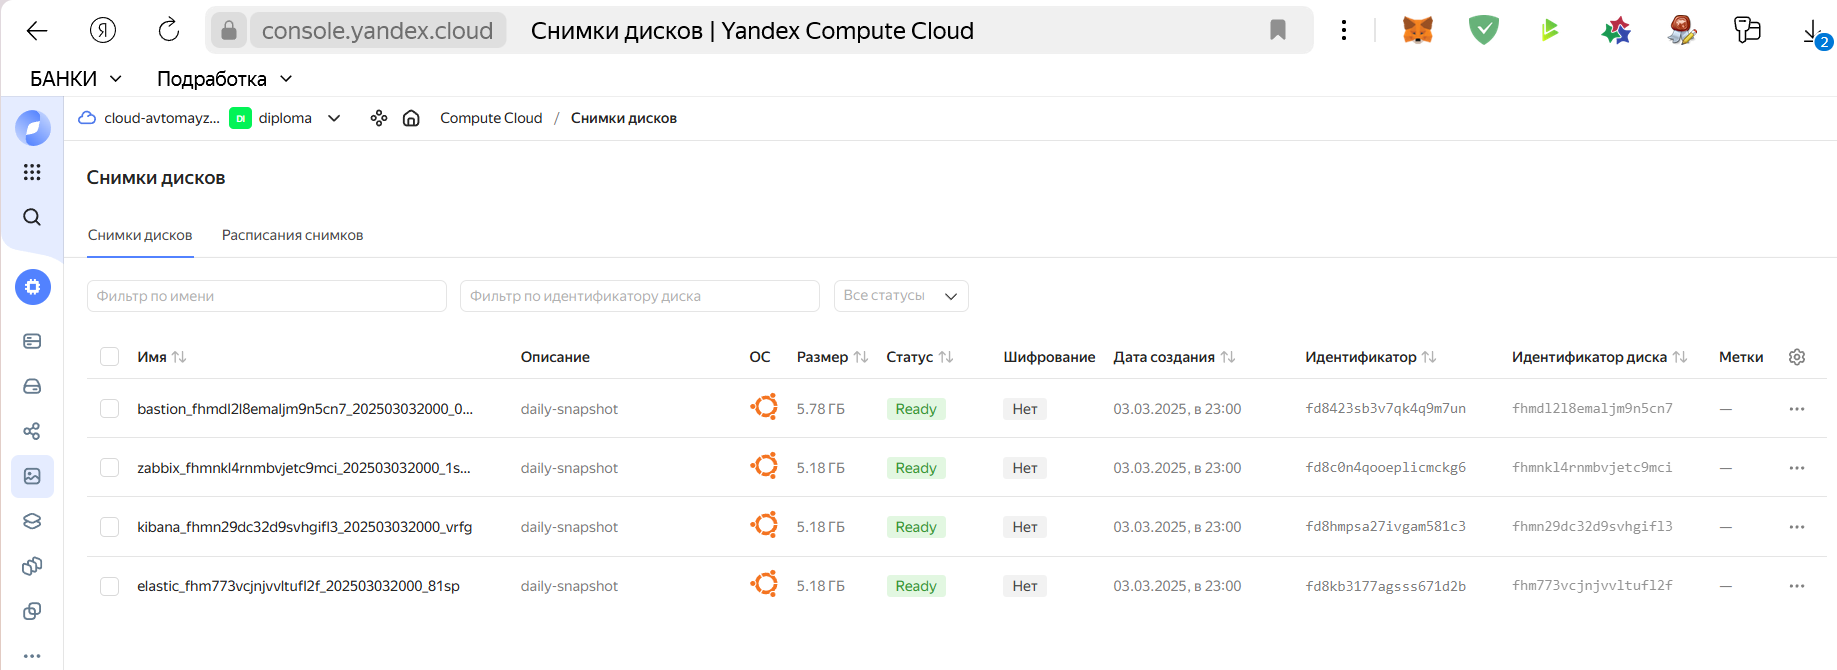 Я console.yandex.cloud Снимки дисков | Yandex Compute Cloud 2
БАНКИ Подработка
cloud-avtomayz... DI diploma Compute Cloud / Снимки дисков
Снимки дисков
Снимки дисков Расписания снимков
Фильтр по имени Фильтр по идентификатору диска Все статусы
Имя Описание ОС Размер Статус Шифрование Дата создания Идентификатор Идентификатор диска Метки
bastion_fhmdl2l8emaljm9n5cn7_202503032000_0... daily-snapshot 5.78 ГБ Ready Нет 03.03.2025, в 23:00 fd8423sb3v7qk4q9m7un fhmdl2l8emaljm9n5cn7 — ...
zabbix_fhmnkl4rnmbvjetc9mci_202503032000_1s... daily-snapshot 5.18 ГБ Ready Нет 03.03.2025, в 23:00 fd8c0n4qooeplicmckg6 fhmnkl4rnmbvjetc9mci — ...
kibana_fhmn29dc32d9svhgifl3_202503032000_vrfg daily-snapshot 5.18 ГБ Ready Нет 03.03.2025, в 23:00 fd8hmpsa27ivgam581c3 fhmn29dc32d9svhgifl3 — ...
elastic_fhm773vcjnjvvltufl2f_202503032000_81sp daily-snapshot 5.18 ГБ Ready Нет 03.03.2025, в 23:00 fd8kb3177agsss671d2b fhm773vcjnjvvltufl2f — ...